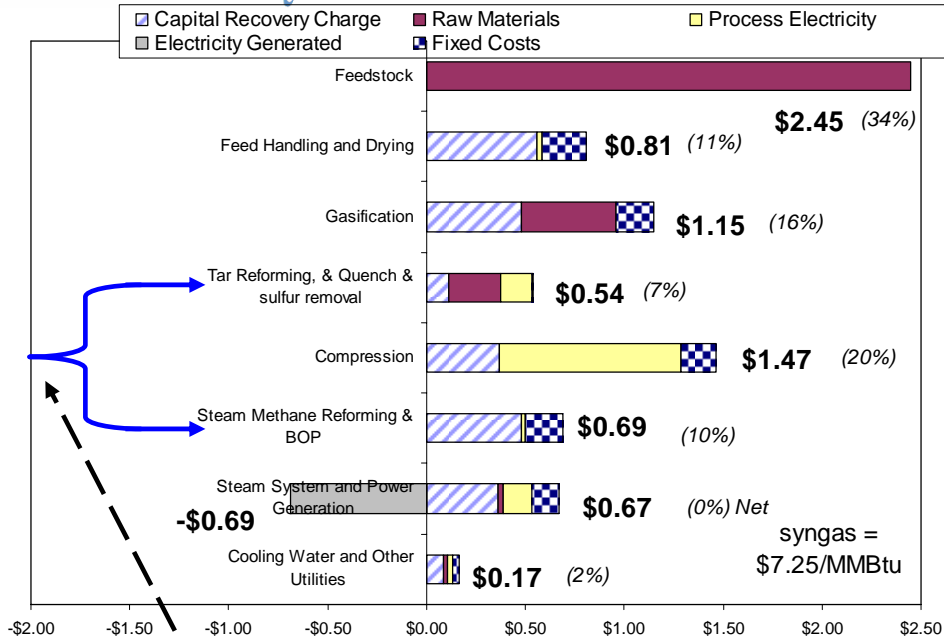 Capital Recovery Charge Raw Materials Process Electricity
Electricity Generated Fixed Costs
Feedstock
$2.45 (34%)
Feed Handling and Drying
$0.81 (11%)
Gasification
$1.15 (16%)
Tar Reforming, & Quench &
sulfur removal
$0.54 (7%)
Compression
$1.47 (20%)
Steam Methane Reforming &
BOP
$0.69 (10%)
Steam System and Power
Generation
-$0.69
$0.67 (0%) Net
Cooling Water and Other
Utilities
$0.17 (2%)
syngas =
$7.25/MMBtu
-$2.00 -$1.50 -$1.00 -$0.50 $0.00 $0.50 $1.00 $1.50 $2.00 $2.50